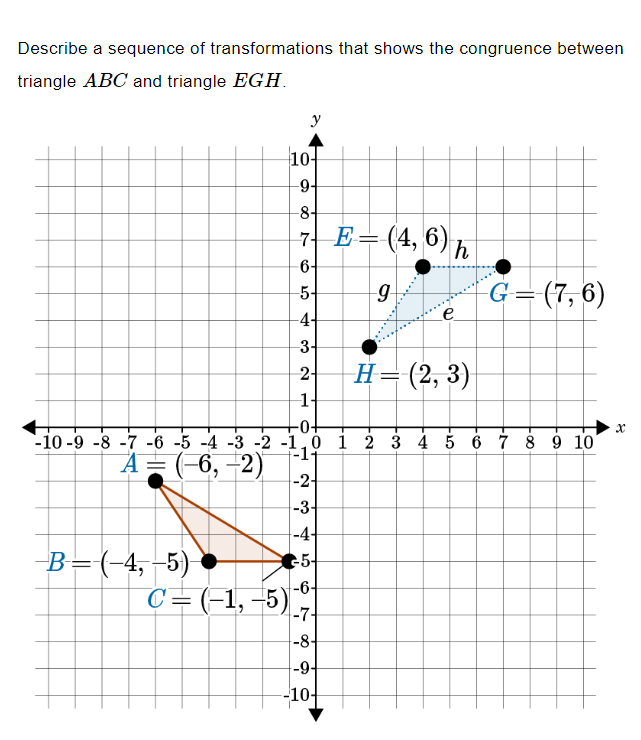 Describe a sequence of transformations that shows the congruence between
triangle ABC and triangle EGH.
y
10
9
8
7
E = (4, 6)
h
6
5
g
G = (7, 6)
4
e
3
2
H = (2, 3)
1
0
x
-10 -9 -8 -7 -6 -5 -4 -3 -2 -1 0 1 2 3 4 5 6 7 8 9 10
-1
A = (−6, −2)
-2
-3
-4
B = (−4, −5)
-5
-6
C = (−1, −5)
-7
-8
-9
-10